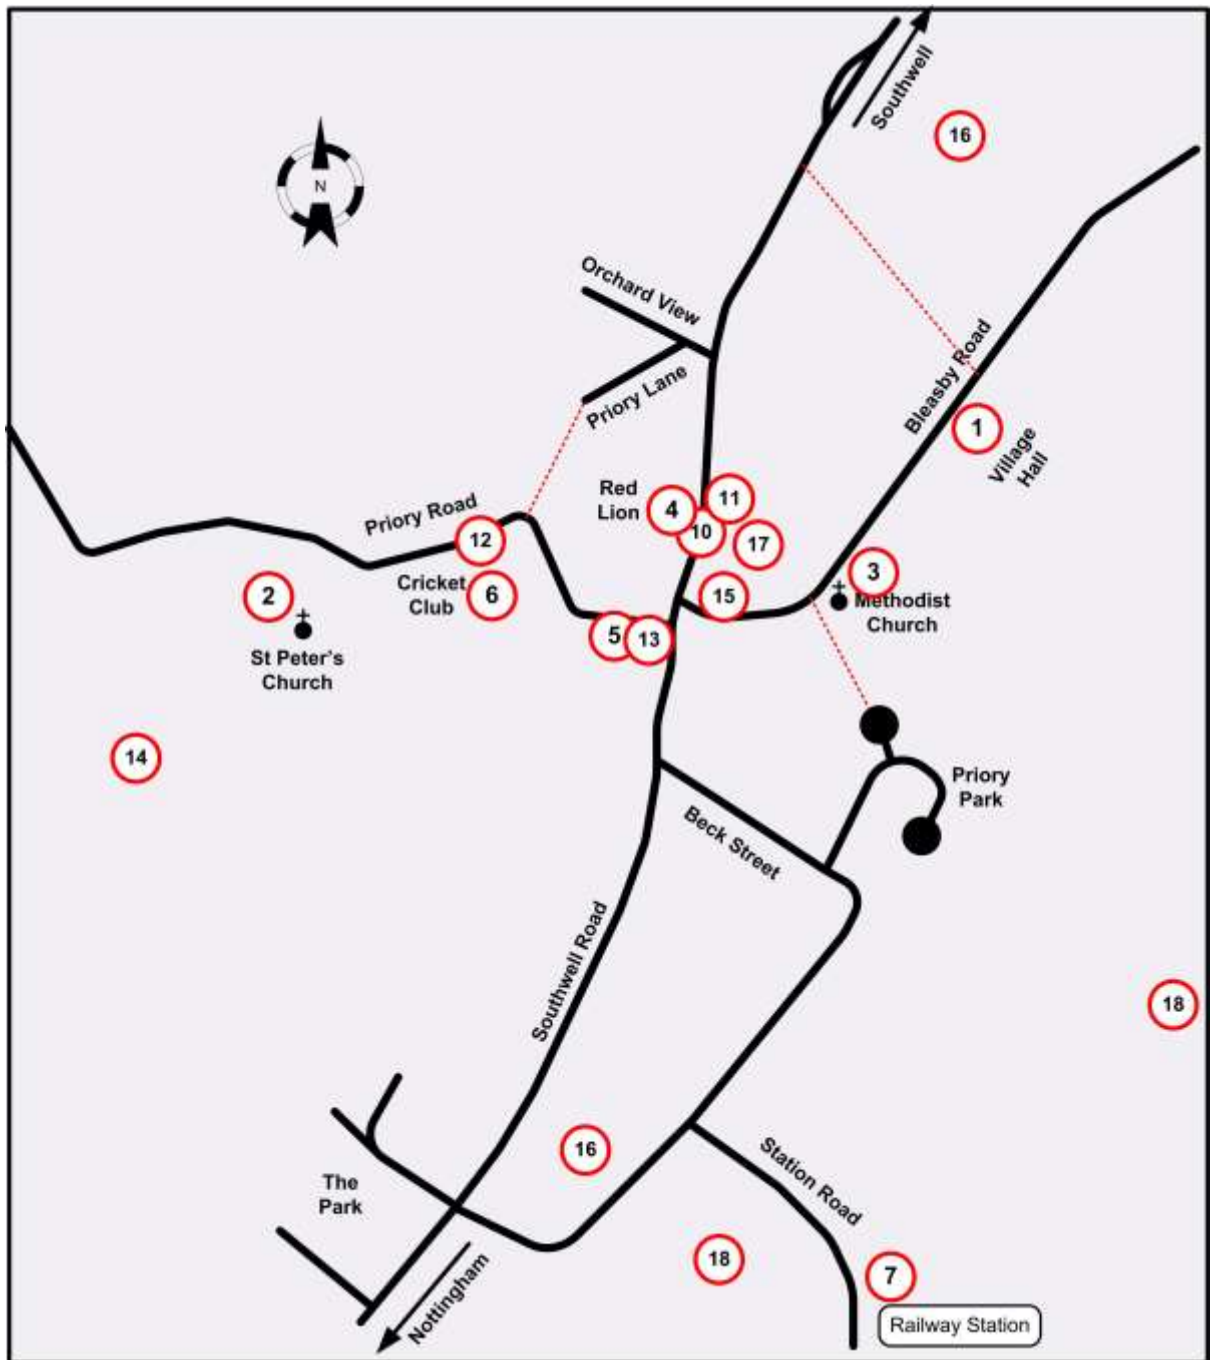 Southwell
16
N
Orchard View
Priory Lane
Bleasby Road
1
Village
Hall
Red
Lion
4
11
10
17
Priory Road
12
Cricket
Club
6
2
St Peter's
Church
5
13
15
3
Methodist
Church
14
Priory
Park
Beck Street
Southwell Road
18
16
The
Park
Station Road
18
7
Nottingham
Railway Station